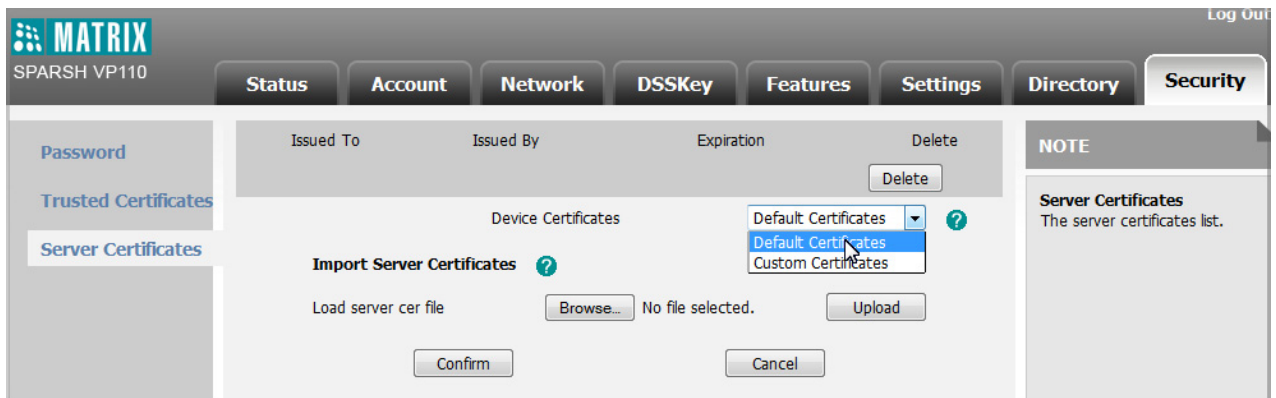 Log Out
MATRIX
SPARSH VP110
Status Account Network DSSKey Features Settings Directory Security
Password
Trusted Certificates
Server Certificates
Issued To Issued By Expiration Delete
Delete
Device Certificates Default Certificates ?
Default Certificates
Custom Certificates
Import Server Certificates ?
Load server cer file Browse... No file selected. Upload
Confirm Cancel
NOTE
Server Certificates
The server certificates list.